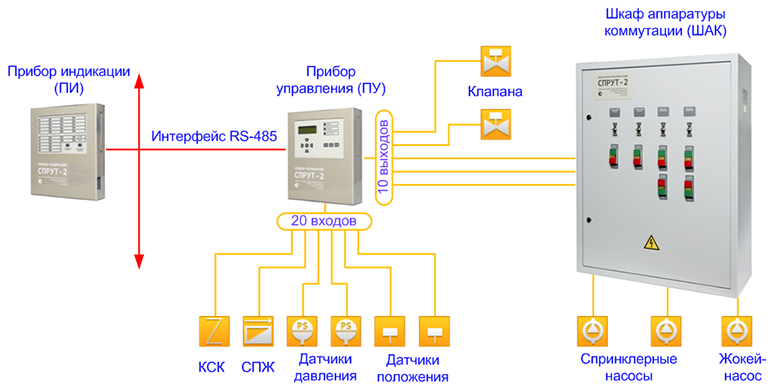 Шкаф аппаратуры
коммутации (ШАК)
Прибор индикации
(ПИ)
Прибор
управления (ПУ)
Клапана
Интерфейс RS-485
10 выходов
СПРУТ-2
СПРУТ-2
СПРУТ-2
20 входов
PS
PS
КСК
СПЖ
Датчики
давления
Датчики
положения
Спринклерные
насосы
Жокей-
насос